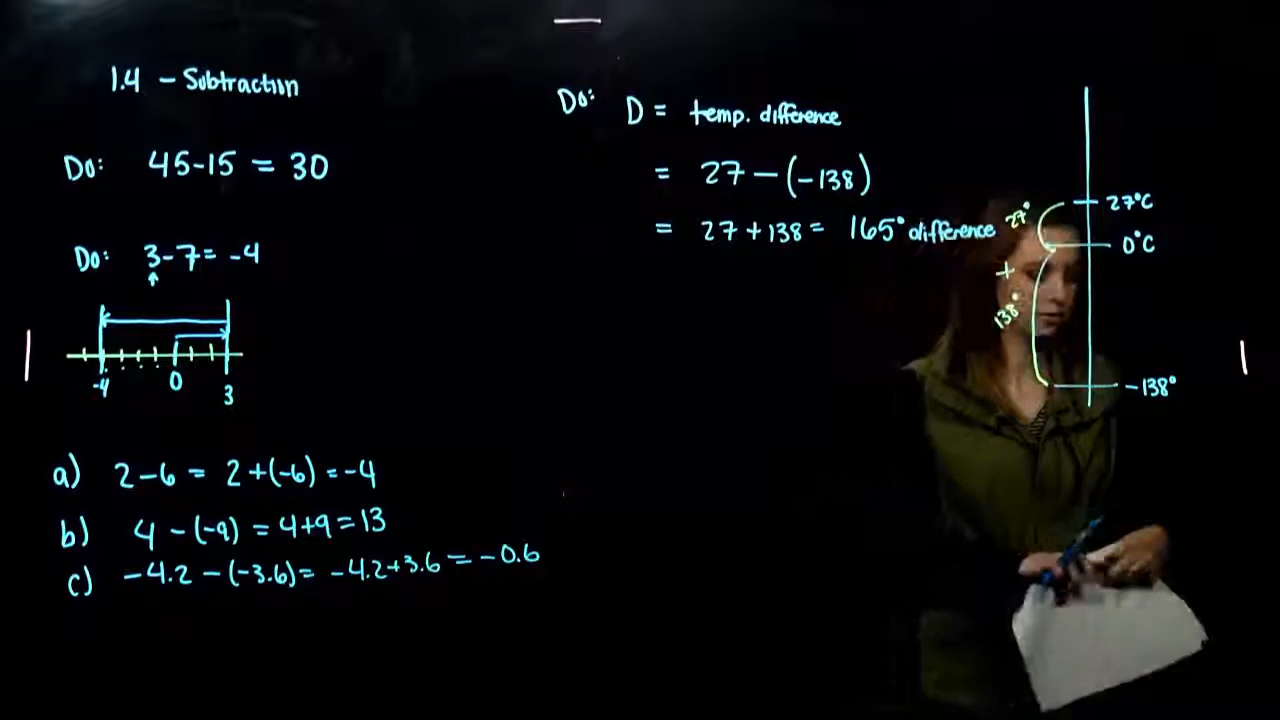 1.4 - Subtraction
Do: 45-15 = 30
Do: 3-7= -4
-4 0 3
a) 2-6 = 2+(-6) = -4
b) 4 - (-9) = 4+9 = 13
c) -4.2 - (-3.6) = -4.2+3.6 = -0.6
Do: D = temp. difference
= 27 - (-138)
= 27 + 138 = 165° difference
27°C
27°
0°C
+
138°
-138°